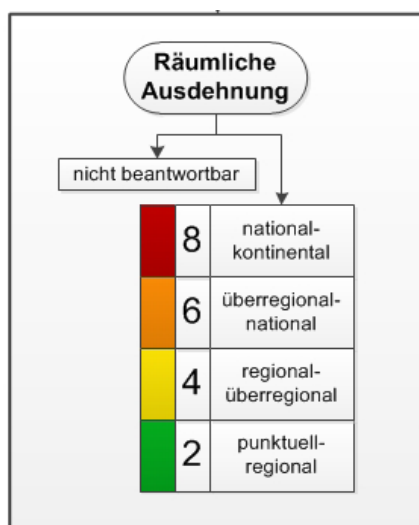 Räumliche
Ausdehnung
nicht beantwortbar
8
national-
kontinental
6
überregional-
national
4
regional-
überregional
2
punktuell-
regional